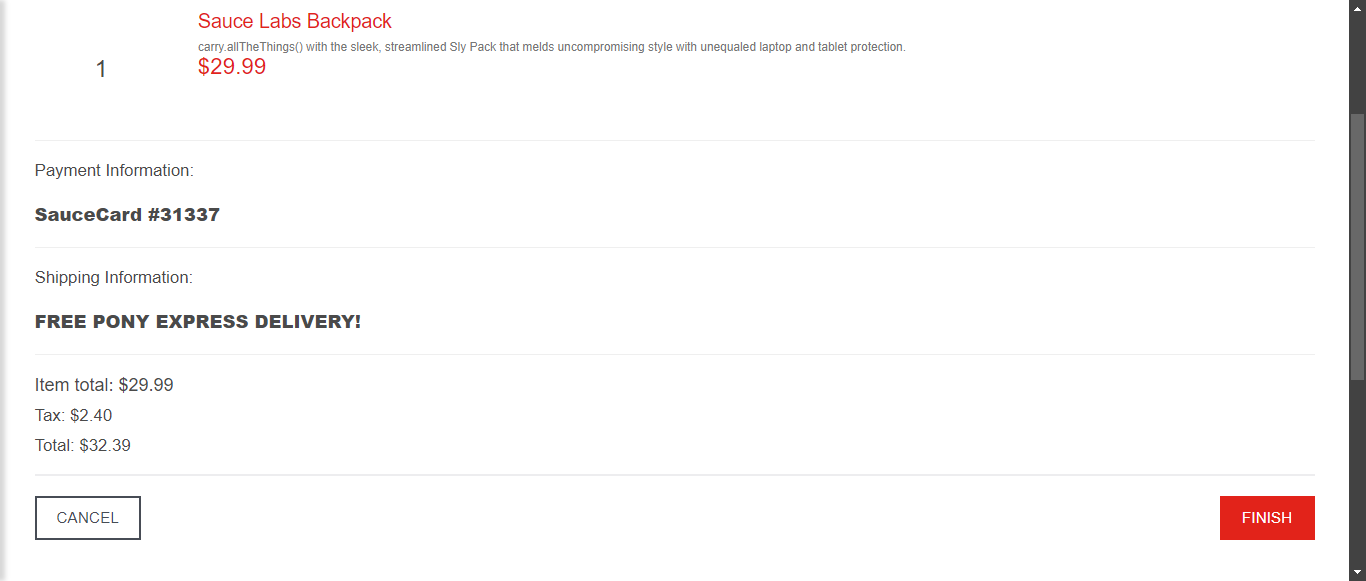 Sauce Labs Backpack
carry.allTheThings() with the sleek, streamlined Sly Pack that melds uncompromising style with unequaled laptop and tablet protection.
1
$29.99
Payment Information:
SauceCard #31337
Shipping Information:
FREE PONY EXPRESS DELIVERY!
Item total: $29.99
Tax: $2.40
Total: $32.39
CANCEL
FINISH